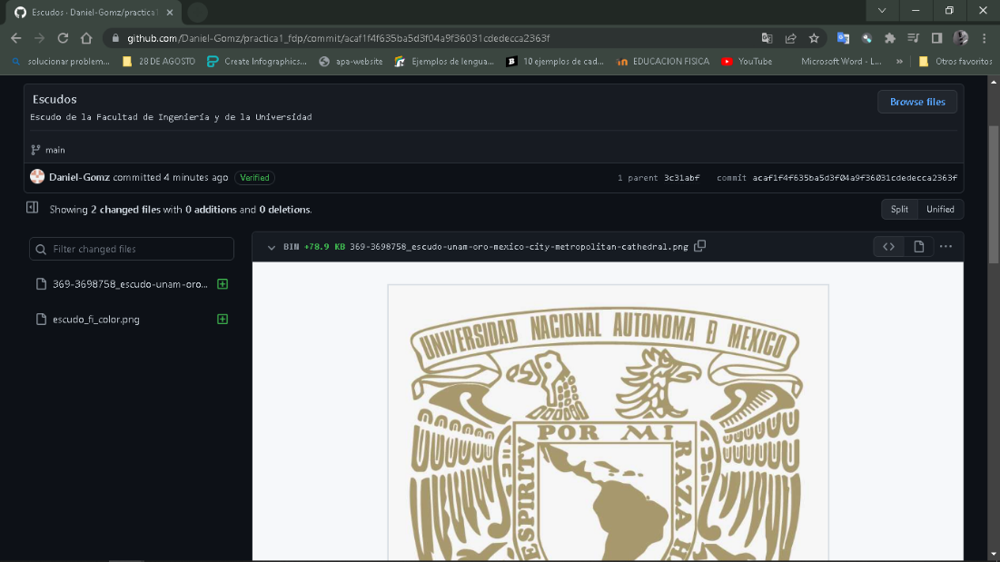 Escudos · Daniel-Gomz/practica1
github.com/Daniel-Gomz/practica1_fdp/commit/acaf1f4f635ba5d3f04a9f36031cdedecca2363f
solucionar problem... 28 DE AGOSTO Create Infographics... apa-website Ejemplos de lengua... 10 ejemplos de cad... EDUCACION FISICA YouTube Microsoft Word - L... » Otros favoritos
Escudos
Browse files
Escudo de la Facultad de Ingeniería y de la Universidad
main
Daniel-Gomz committed 4 minutes ago Verified 1 parent 3c31abf commit acaf1f4f635ba5d3f04a9f36031cdedecca2363f
Showing 2 changed files with 0 additions and 0 deletions. Split Unified
Filter changed files
BIN +78.9 KB 369-3698758_escudo-unam-oro-mexico-city-metropolitan-cathedral.png
369-3698758_escudo-unam-oro...
escudo_fi_color.png
UNIVERSIDAD NACIONAL AUTONOMA Ð MEXICO
POR MI
RAZA H
ESPIRITV